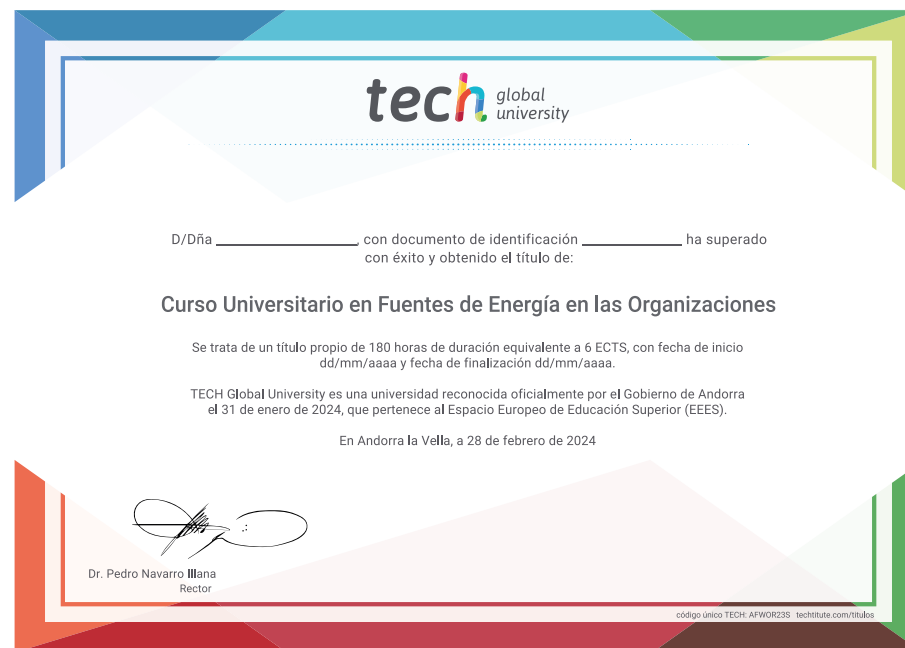 tech global university
D/Dña _________________, con documento de identificación ____________ ha superado
con éxito y obtenido el título de:
Curso Universitario en Fuentes de Energía en las Organizaciones
Se trata de un título propio de 180 horas de duración equivalente a 6 ECTS, con fecha de inicio
dd/mm/aaaa y fecha de finalización dd/mm/aaaa.
TECH Global University es una universidad reconocida oficialmente por el Gobierno de Andorra
el 31 de enero de 2024, que pertenece al Espacio Europeo de Educación Superior (EEES).
En Andorra la Vella, a 28 de febrero de 2024
Dr. Pedro Navarro Illana
Rector
código único TECH: AFWOR23S techtitute.com/titulos